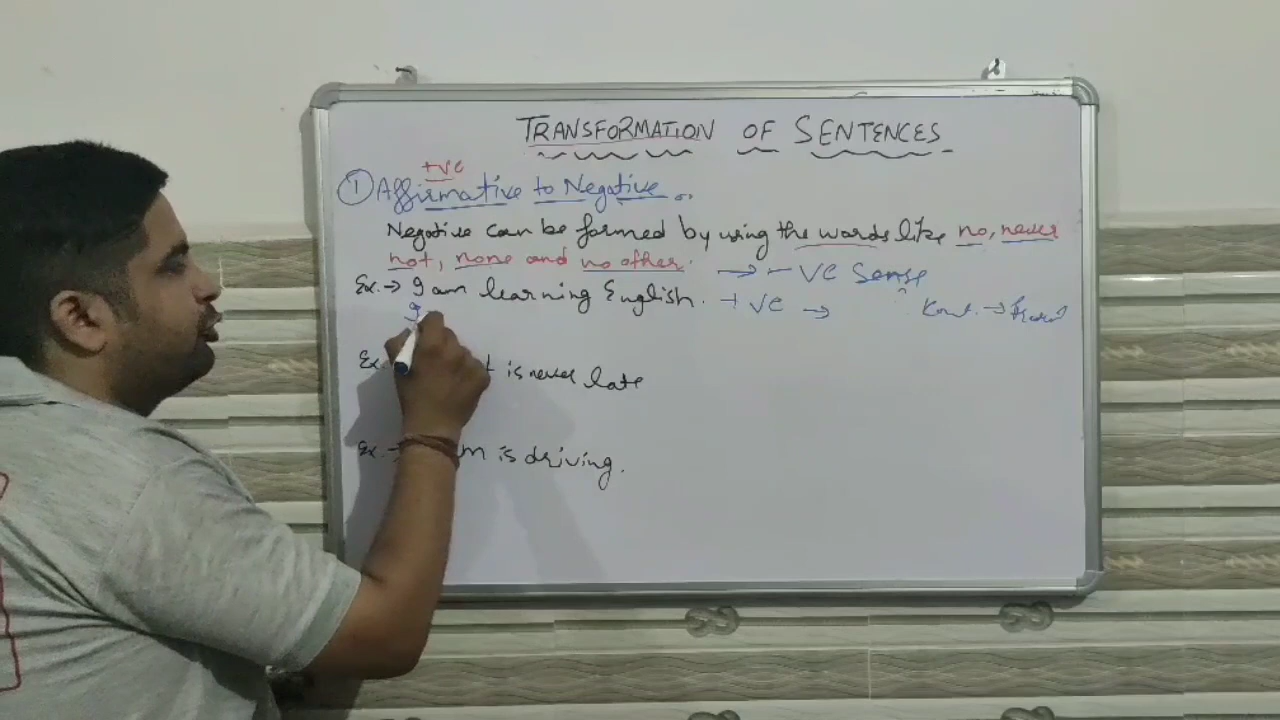 TRANSFORMATION OF SENTENCES
+ve
① Affirmative to Negative
Negative can be formed by using the words like no, never
not, none and no other. → -VE Sense
Ex. → I am learning English. +VE →
I
Ex. is never late
Ex. → is driving.